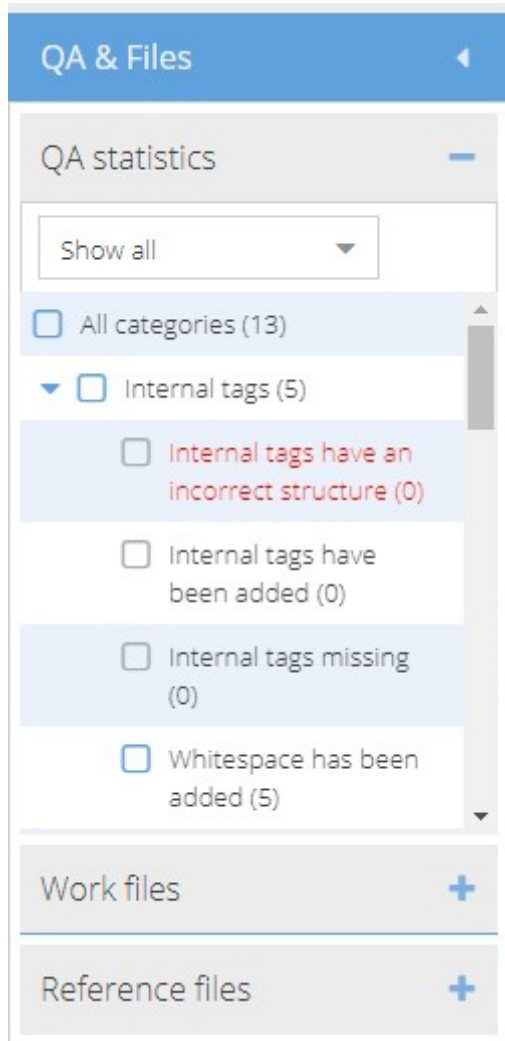 QA & Files
QA statistics
Show all
All categories (13)
Internal tags (5)
Internal tags have an
incorrect structure (0)
Internal tags have
been added (0)
Internal tags missing
(0)
Whitespace has been
added (5)
Work files
Reference files